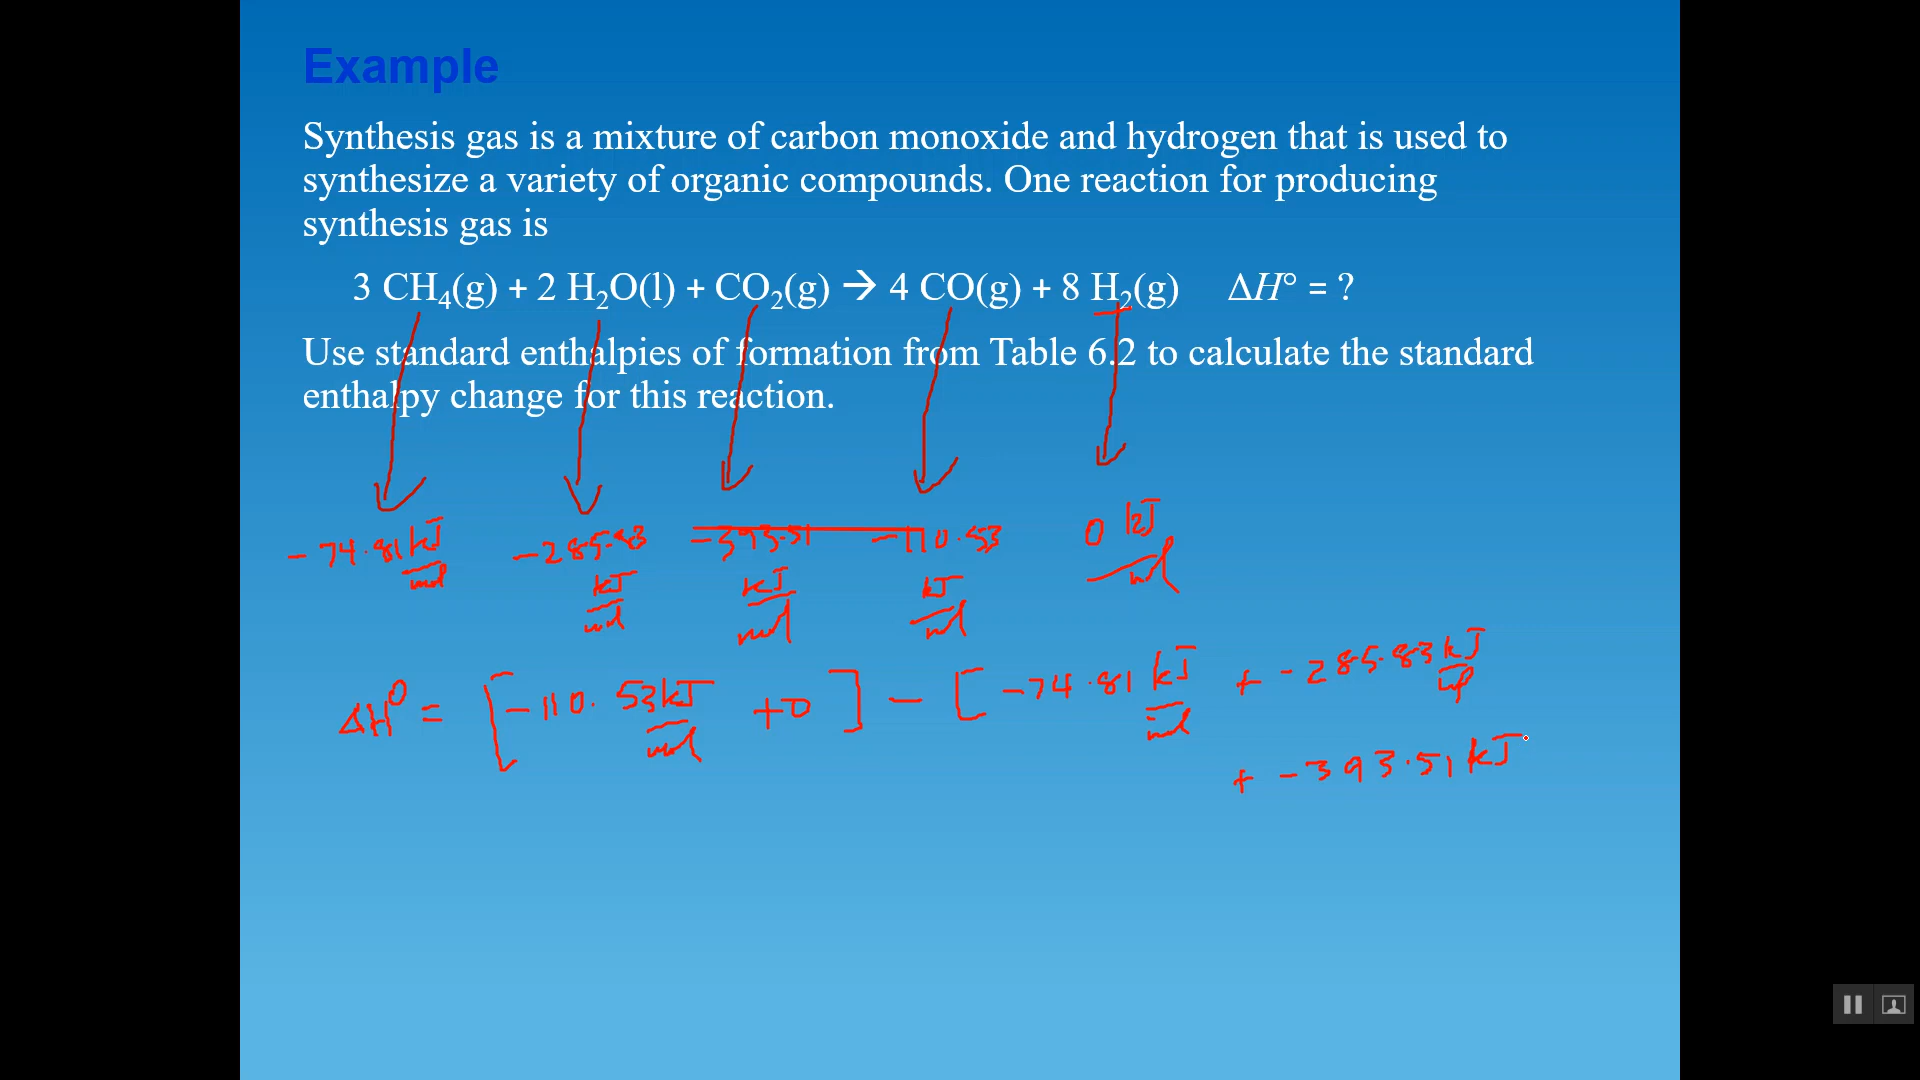 Example
Synthesis gas is a mixture of carbon monoxide and hydrogen that is used to
synthesize a variety of organic compounds. One reaction for producing
synthesis gas is
3 CH₄(g) + 2 H₂O(l) + CO₂(g) → 4 CO(g) + 8 H₂(g) ΔH° = ?
Use standard enthalpies of formation from Table 6.2 to calculate the standard
enthalpy change for this reaction.
-74.81 kJ/mol -285.83 kJ/mol -393.51 kJ/mol -110.53 kJ/mol 0 kJ/mol
ΔH° = [-110.53 kJ/mol + 0] - [-74.81 kJ/mol + -285.83 kJ/mol
+ -393.51 kJ